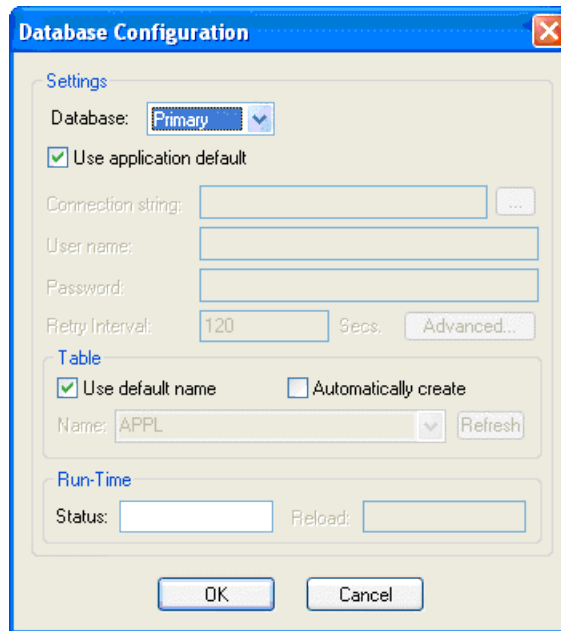 Database Configuration
Settings
Database: Primary
Use application default
Connection string: ...
User name:
Password:
Retry Interval: 120 Secs. Advanced...
Table
Use default name Automatically create
Name: APPL Refresh
Run-Time
Status: Reload:
OK Cancel